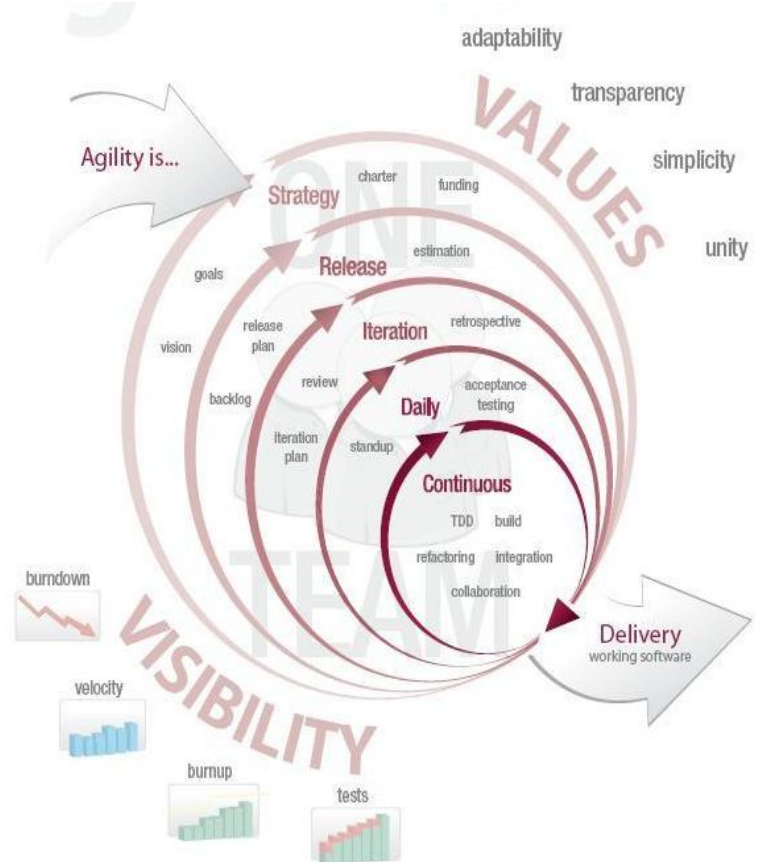 adaptability
transparency
VALUES
simplicity
unity
Agility is...
ONE
Strategy
charter
funding
goals
Release
estimation
vision
release
plan
Iteration
retrospective
backlog
review
Daily
acceptance
testing
iteration
plan
standup
Continuous
TDD build
refactoring integration
collaboration
TEAM
Delivery
working software
burndown
VISIBILITY
velocity
burnup
tests